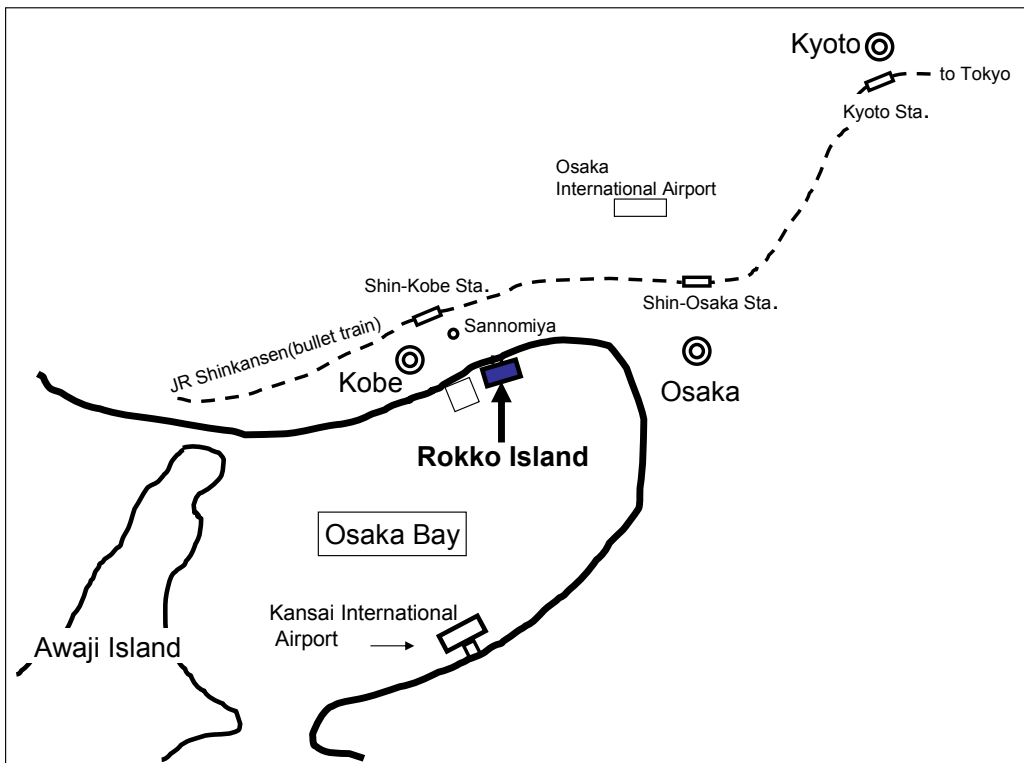 Kyoto
to Tokyo
Kyoto Sta.
Osaka
International Airport
Shin-Kobe Sta.
Shin-Osaka Sta.
JR Shinkansen(bullet train)
Sannomiya
Kobe
Osaka
Rokko Island
Osaka Bay
Kansai International
Airport
Awaji Island